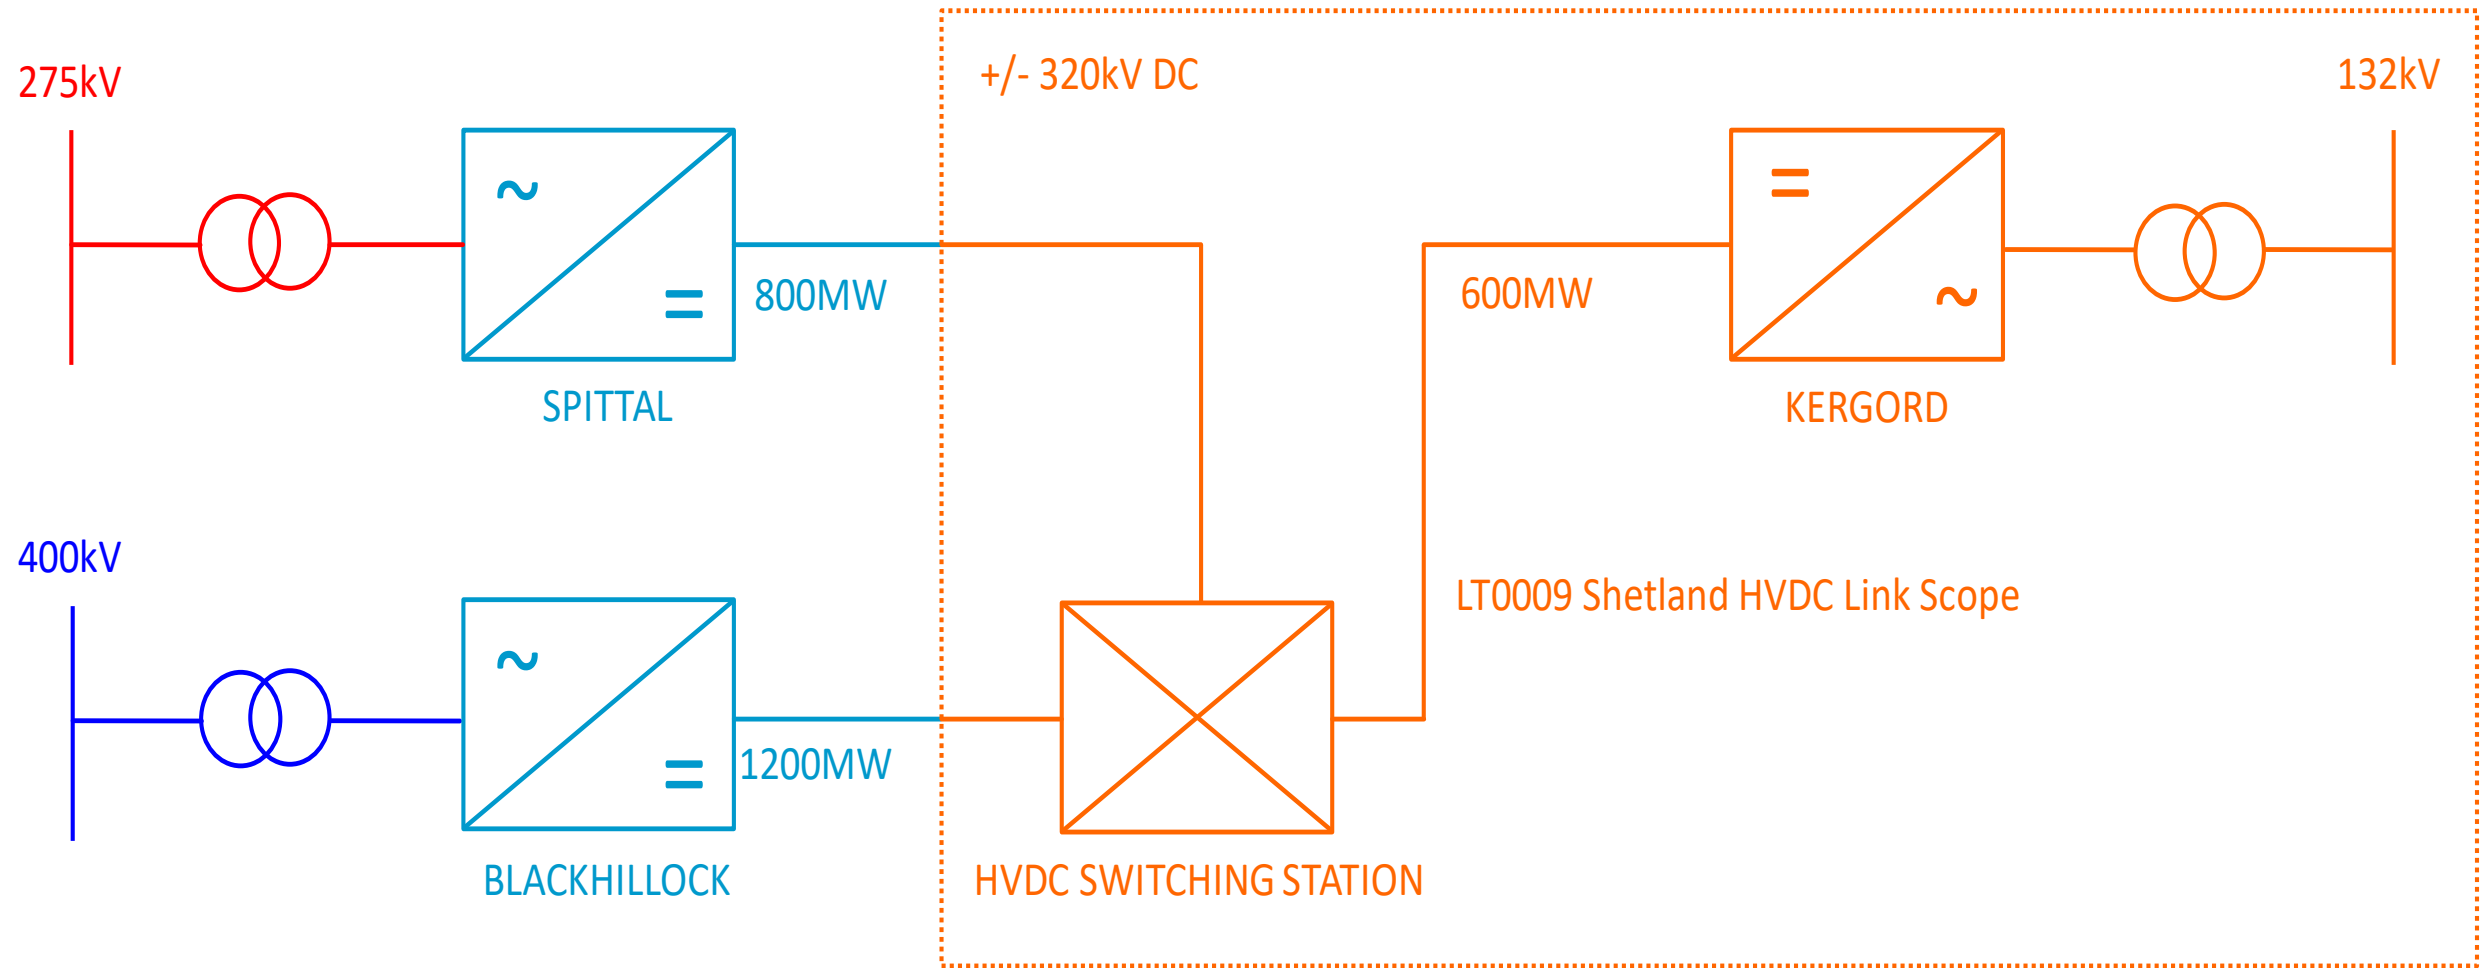 275kV
+/- 320kV DC
132kV
~
=
800MW
SPITTAL
=
~
600MW
KERGORD
400kV
~
=
1200MW
BLACKHILLOCK
LT0009 Shetland HVDC Link Scope
HVDC SWITCHING STATION